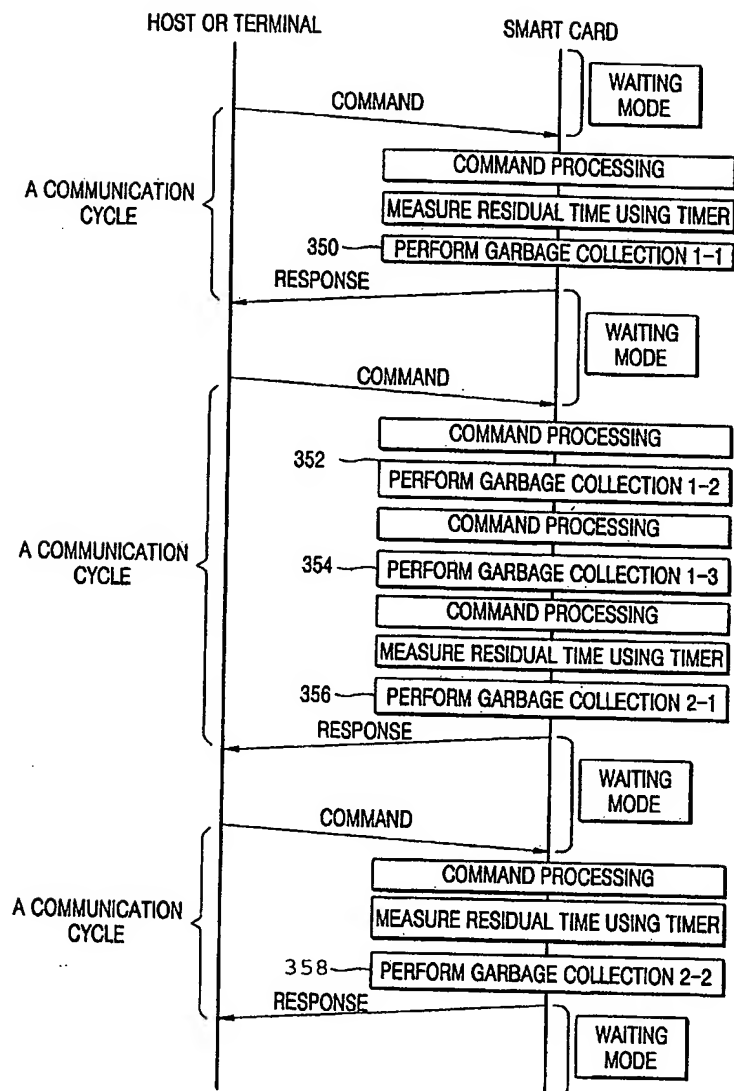 HOST OR TERMINAL
SMART CARD
WAITING
MODE
COMMAND
COMMAND PROCESSING
A COMMUNICATION
CYCLE
MEASURE RESIDUAL TIME USING TIMER
350
PERFORM GARBAGE COLLECTION 1-1
RESPONSE
WAITING
MODE
COMMAND
COMMAND PROCESSING
352
PERFORM GARBAGE COLLECTION 1-2
COMMAND PROCESSING
A COMMUNICATION
CYCLE
354
PERFORM GARBAGE COLLECTION 1-3
COMMAND PROCESSING
MEASURE RESIDUAL TIME USING TIMER
356
PERFORM GARBAGE COLLECTION 2-1
RESPONSE
WAITING
MODE
COMMAND
COMMAND PROCESSING
A COMMUNICATION
CYCLE
MEASURE RESIDUAL TIME USING TIMER
358
PERFORM GARBAGE COLLECTION 2-2
RESPONSE
WAITING
MODE